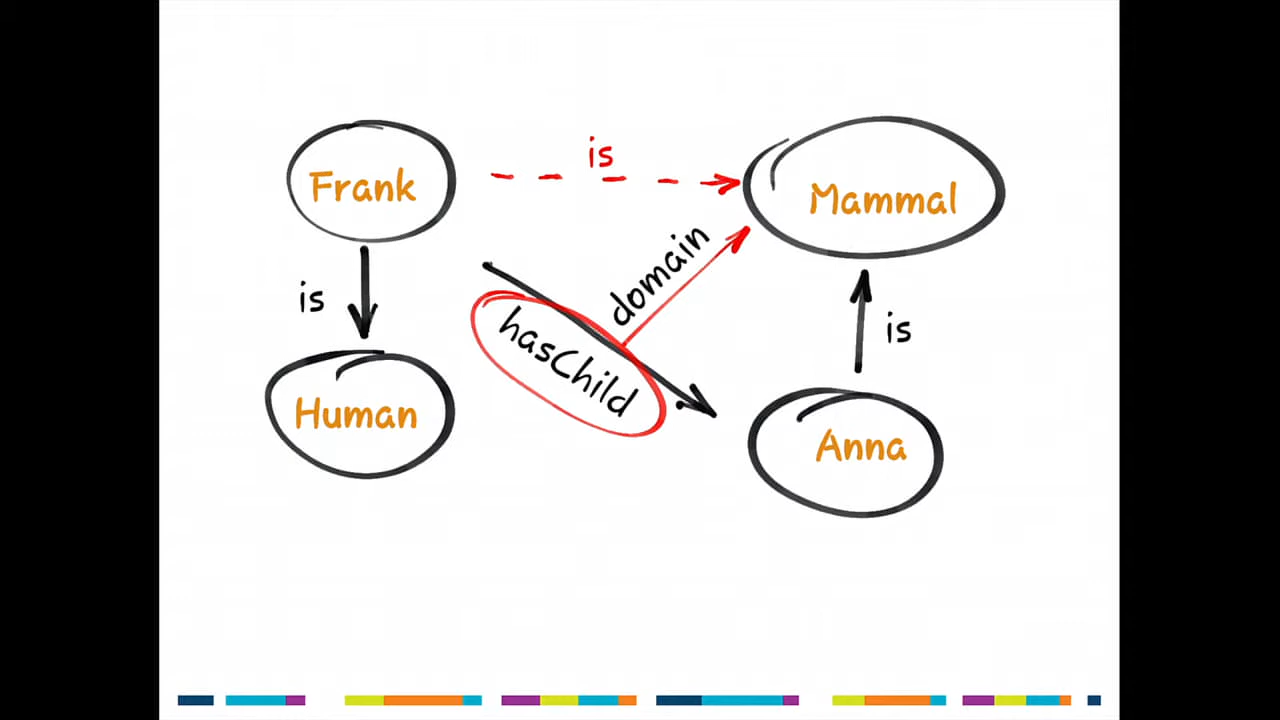 Frank
is
Mammal
is
domain
hasChild
is
Human
Anna